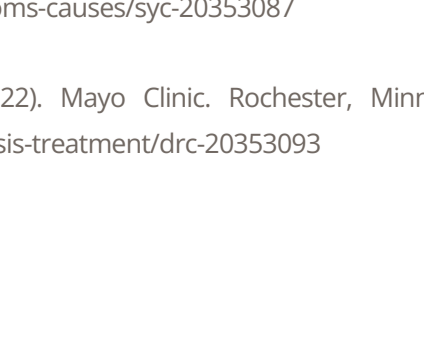 oms-causes/syc-20353087
22). Mayo Clinic. Rochester, Minn
sis-treatment/drc-20353093